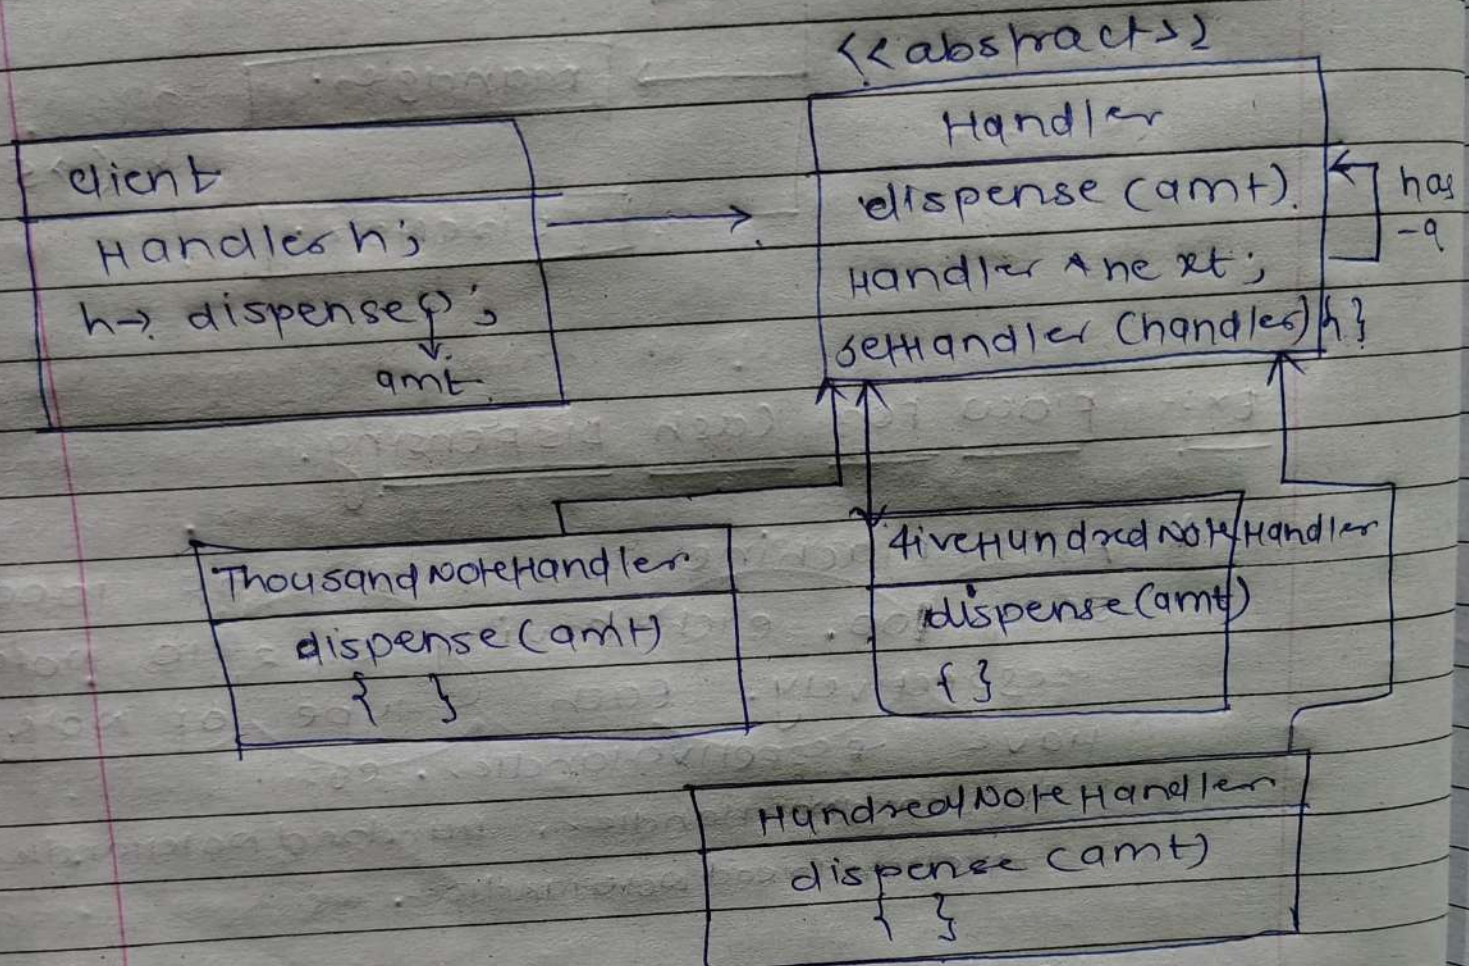 <<abstract>>
Handler
dispense (amt).
Handler * next;
setHandler (handler) h}
has
-a
client
Handler h;
h-> dispense();
amt.
ThousandNoteHandler
dispense (amt)
{ }
fiveHundredNoteHandler
dispense (amt)
{ }
HundredNoteHandler
dispense (amt)
{ }